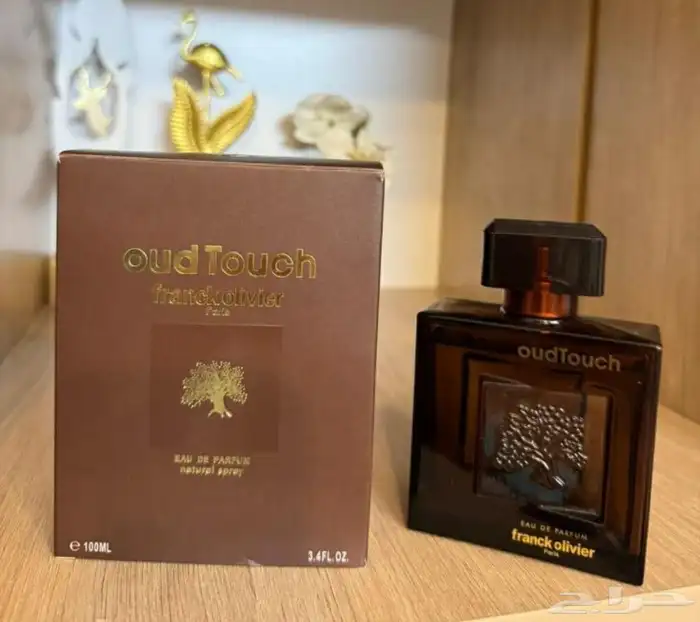 oud Touch
franck olivier
Paris
EAU DE PARFUM
natural spray
e 100ML
3.4FL.OZ.
oudTouch
EAU DE PARFUM
franck olivier
Paris
حراج